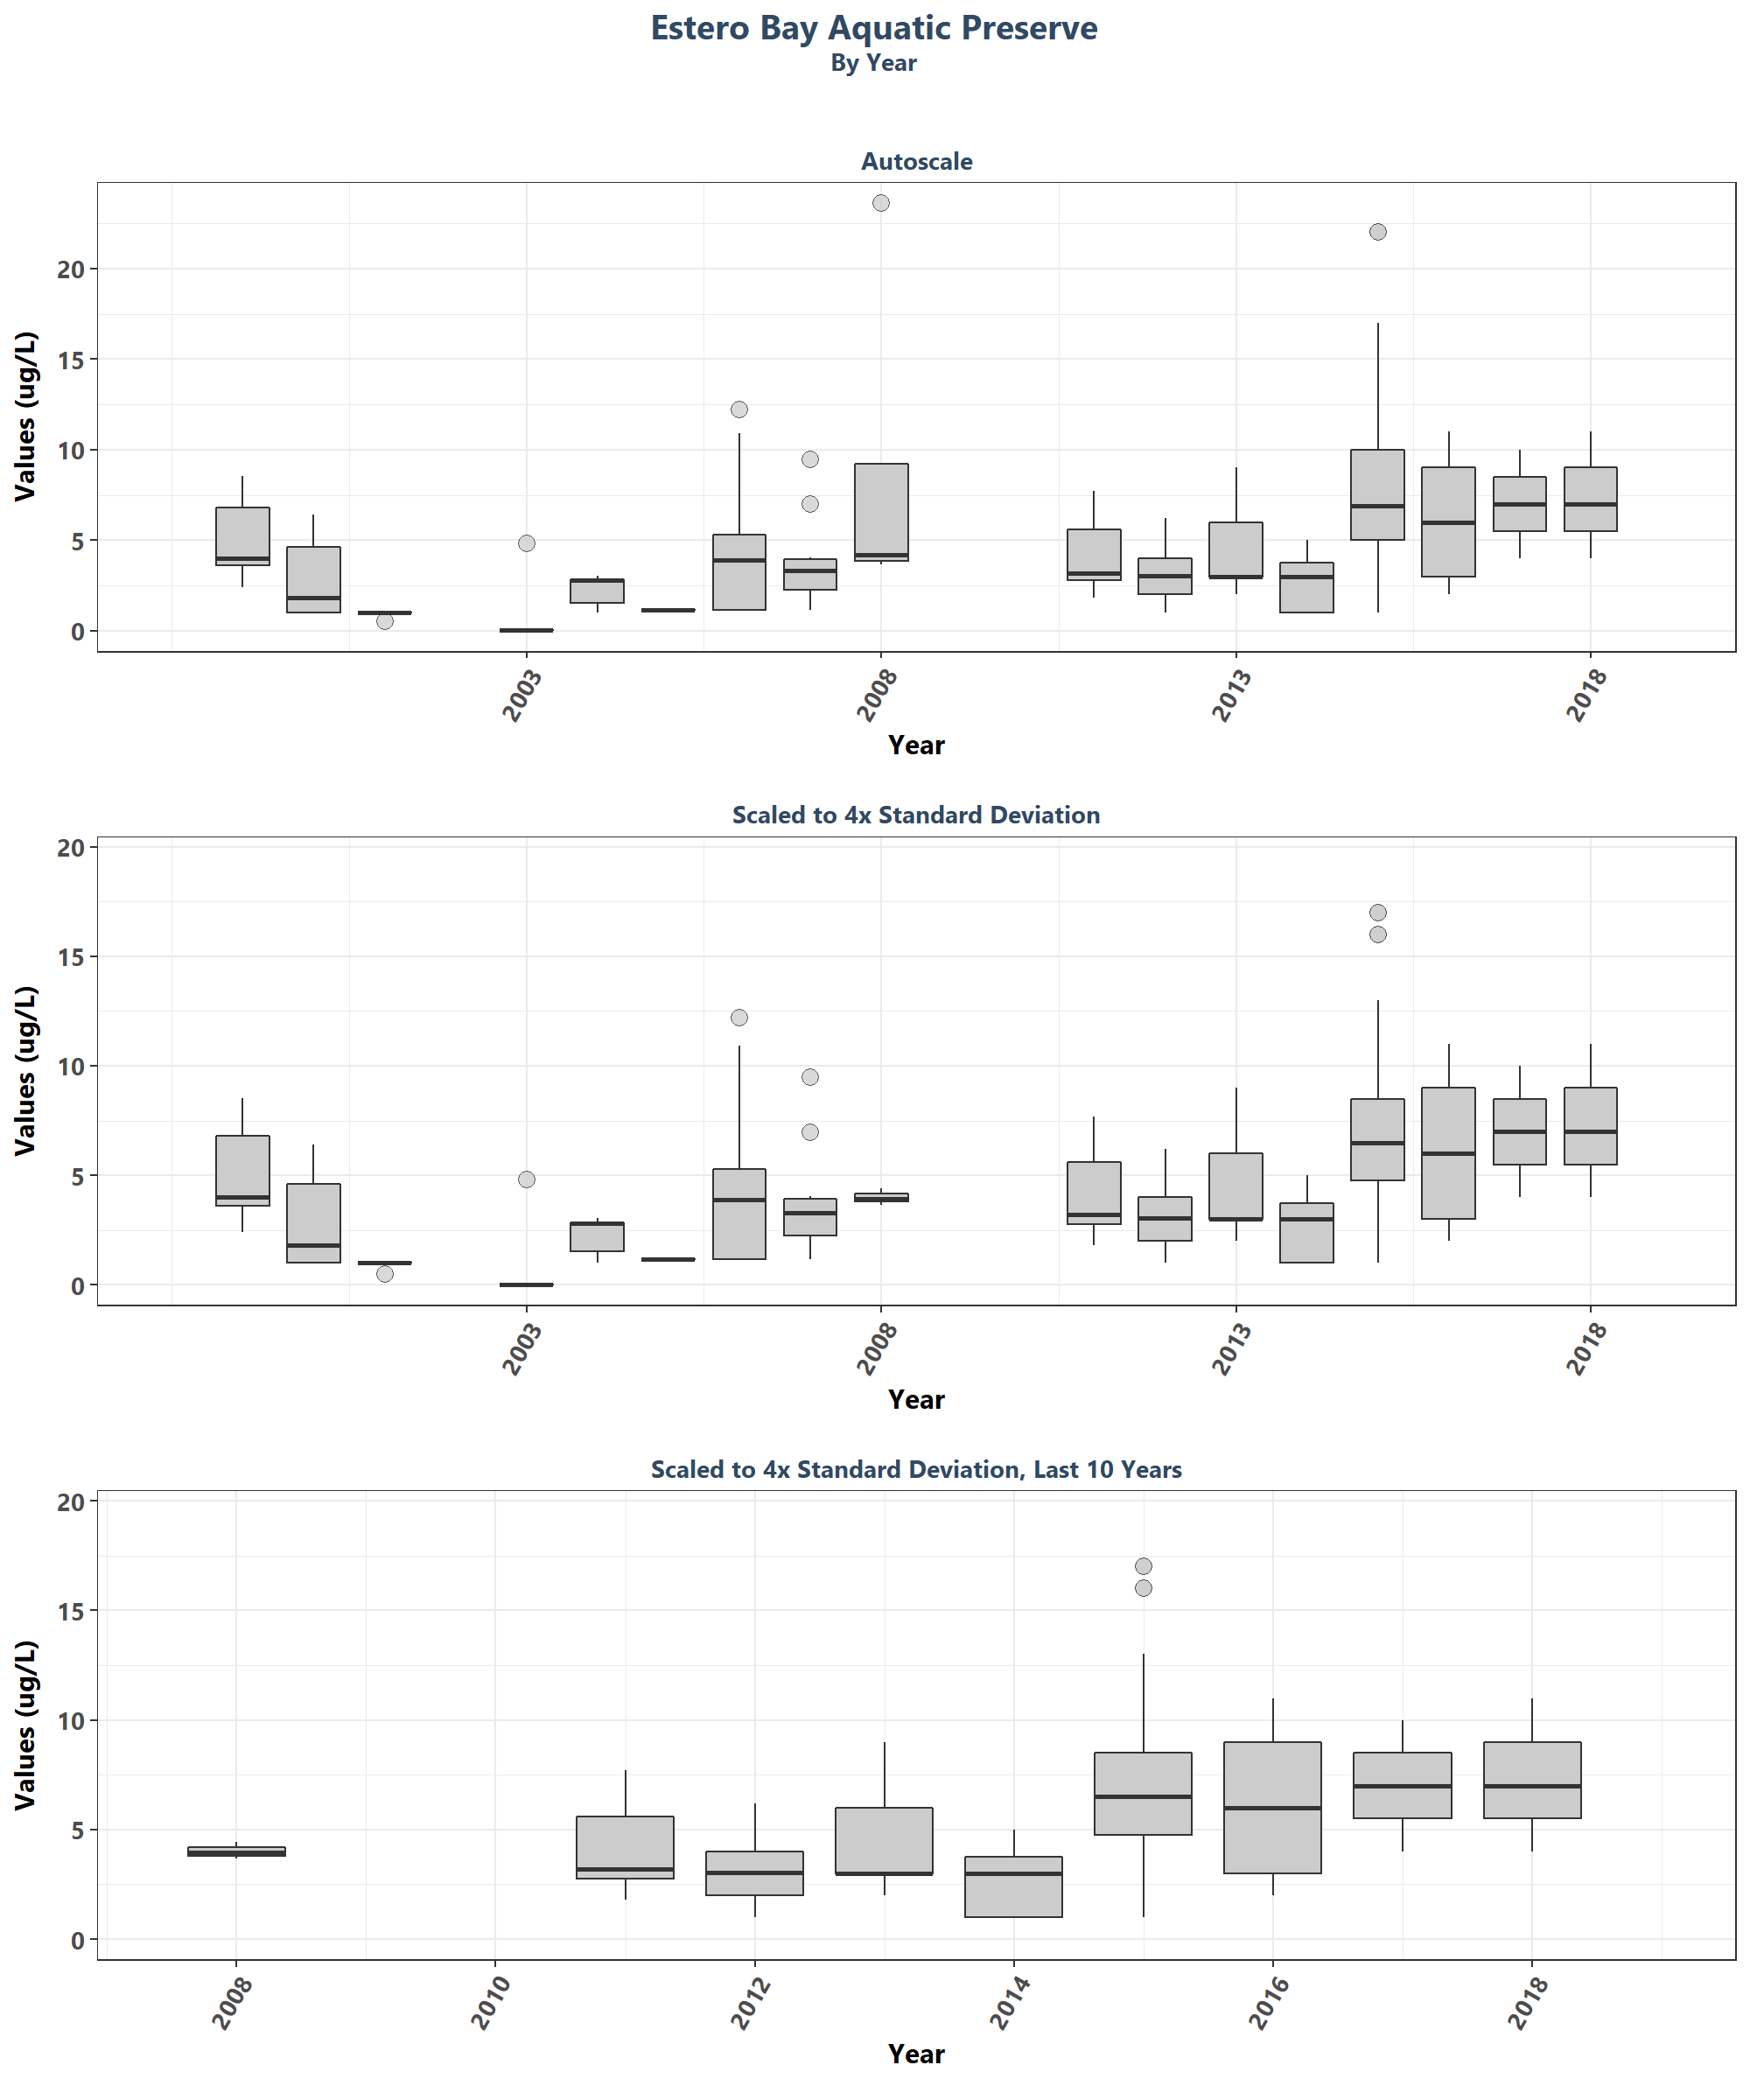 Estero Bay Aquatic Preserve
By Year
Autoscale
Values (ug/L)
20
15
10
5
0
2003
2008
2013
2018
Year
Scaled to 4x Standard Deviation
Values (ug/L)
20
15
10
5
0
2003
2008
2013
2018
Year
Scaled to 4x Standard Deviation, Last 10 Years
Values (ug/L)
20
15
10
5
0
2008
2010
2012
2014
2016
2018
Year